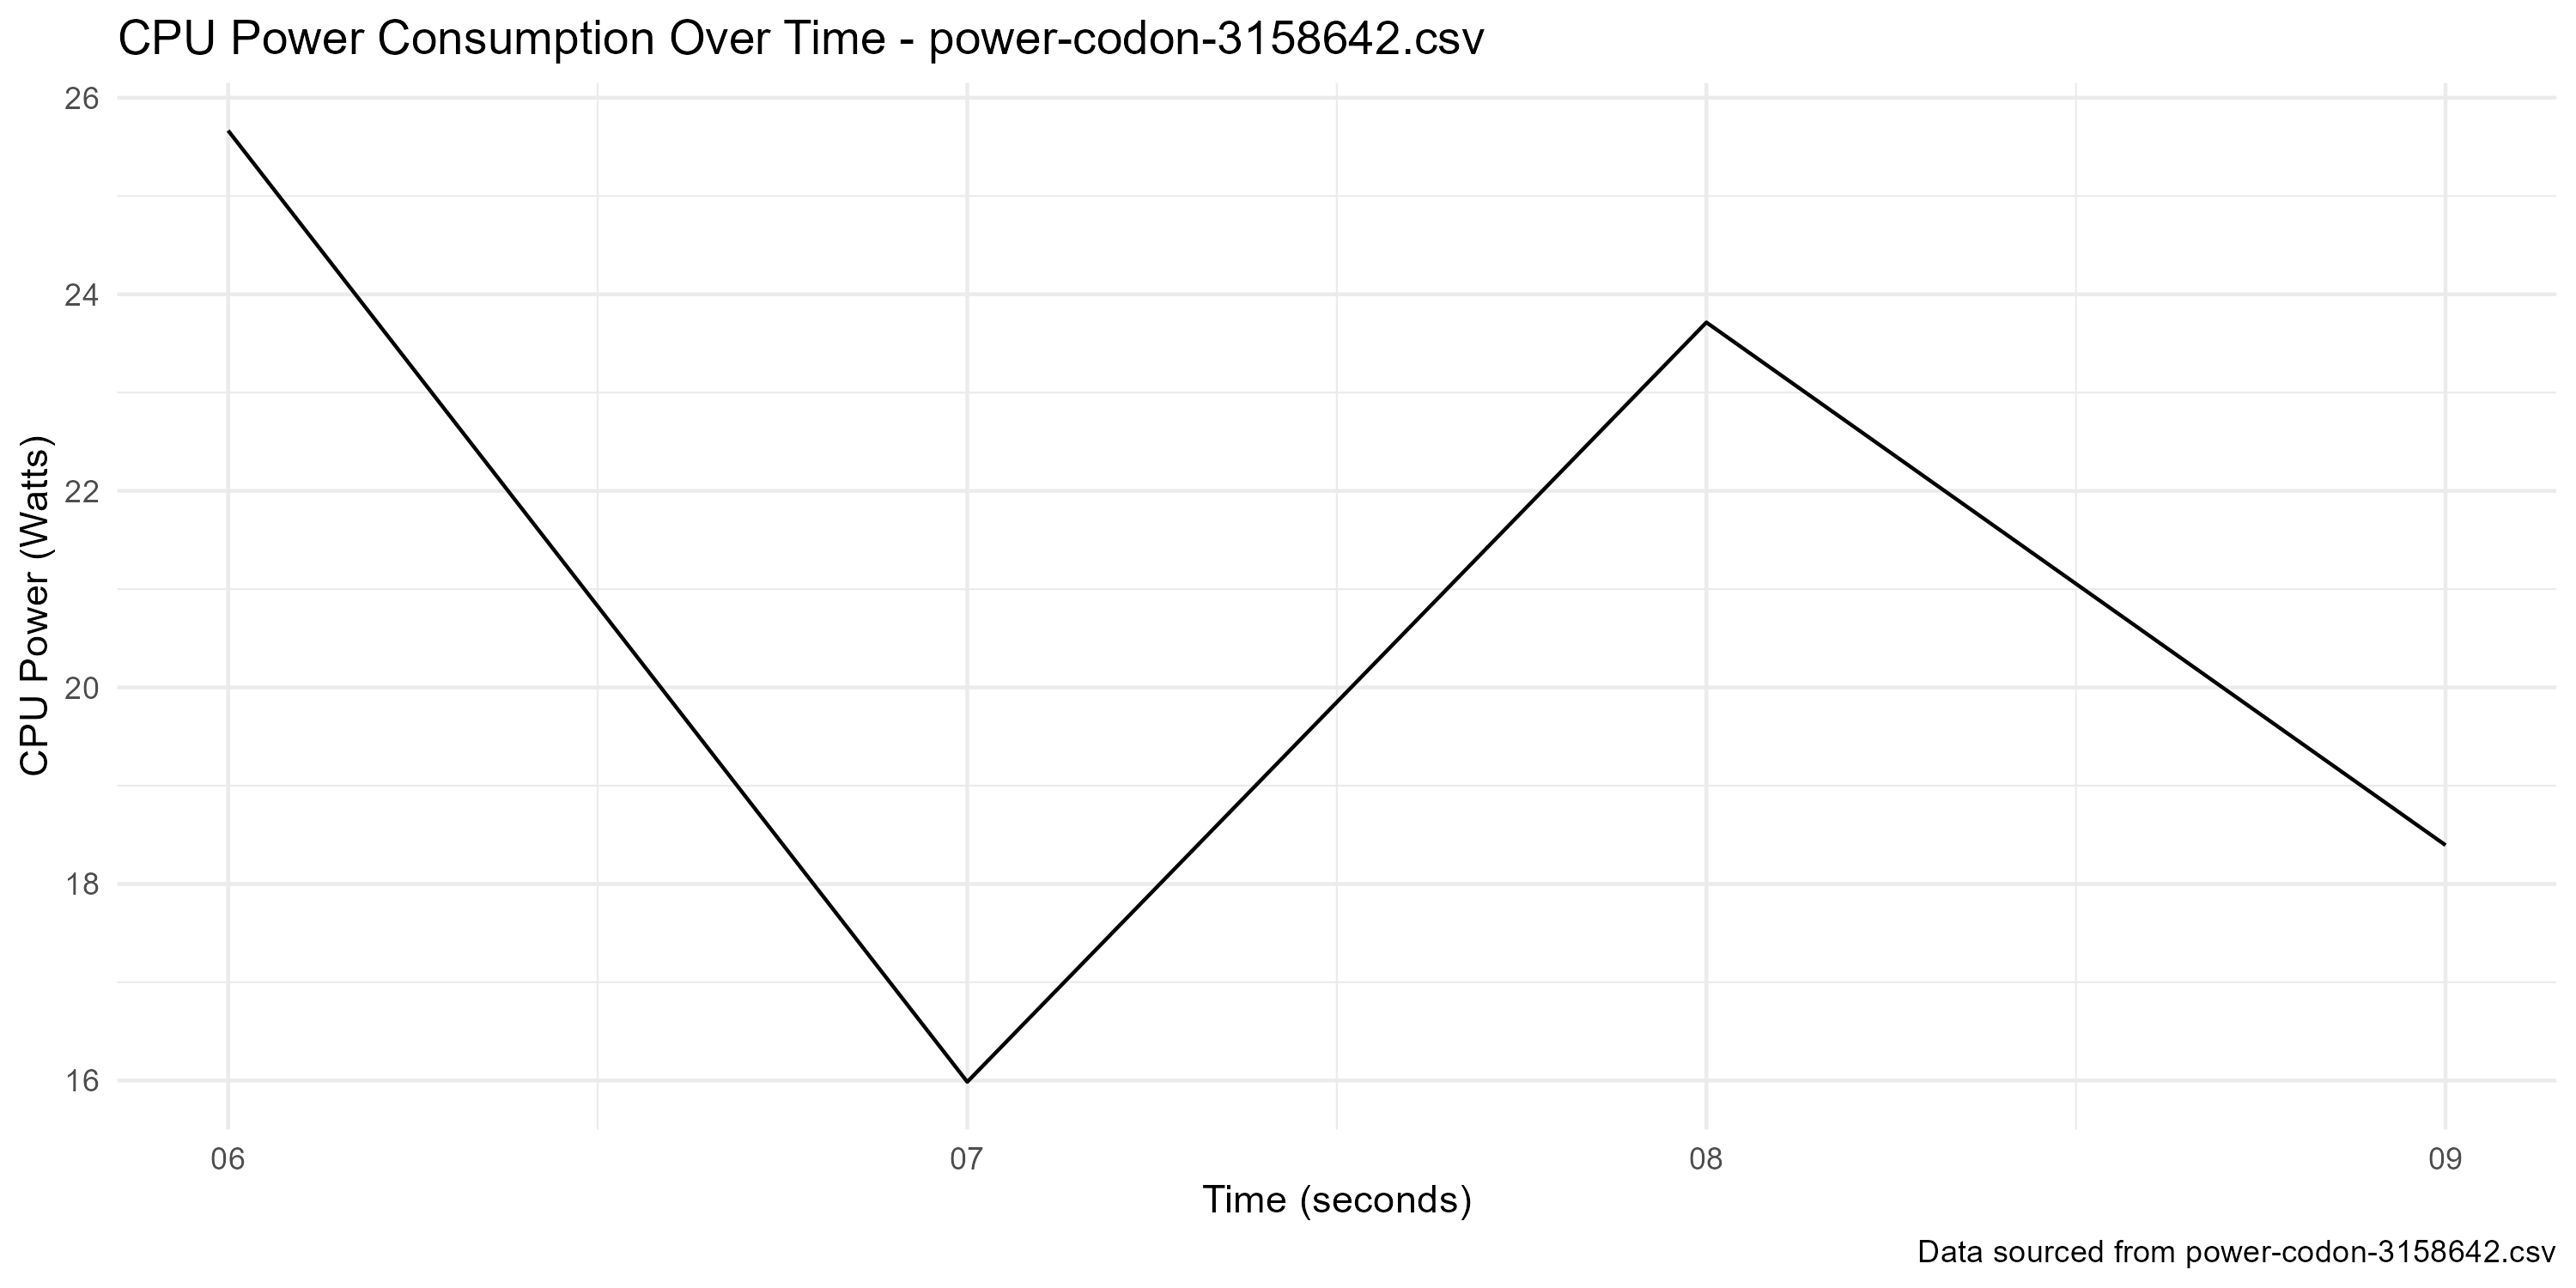 CPU Power Consumption Over Time - power-codon-3158642.csv
26
24
22
20
18
16
CPU Power (Watts)
06 07 08 09
Time (seconds)
Data sourced from power-codon-3158642.csv